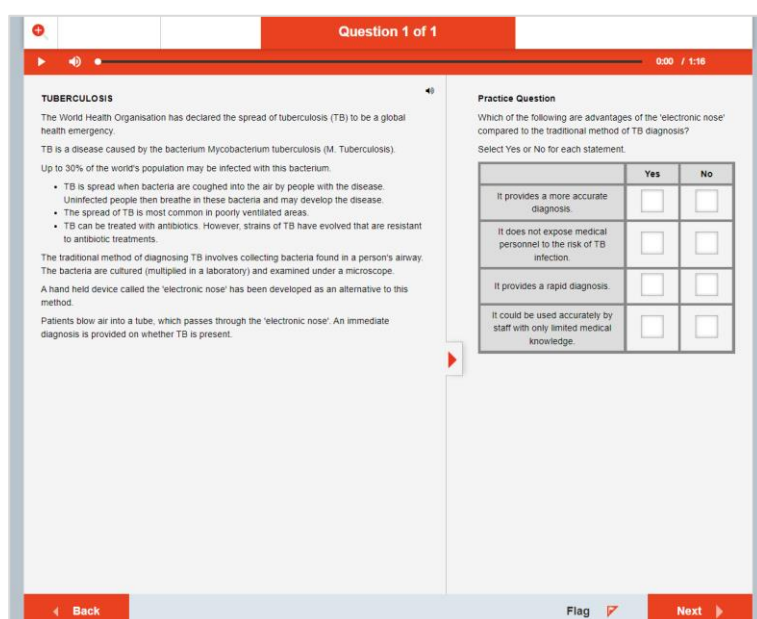 Question 1 of 1
0:00 / 1:16
TUBERCULOSIS
The World Health Organisation has declared the spread of tuberculosis (TB) to be a global
health emergency.
TB is a disease caused by the bacterium Mycobacterium tuberculosis (M. Tuberculosis).
Up to 30% of the world's population may be infected with this bacterium.
• TB is spread when bacteria are coughed into the air by people with the disease.
Uninfected people then breathe in these bacteria and may develop the disease.
• The spread of TB is most common in poorly ventilated areas.
• TB can be treated with antibiotics. However, strains of TB have evolved that are resistant
to antibiotic treatments.
The traditional method of diagnosing TB involves collecting bacteria found in a person's airway.
The bacteria are cultured (multiplied in a laboratory) and examined under a microscope.
A hand held device called the 'electronic nose' has been developed as an alternative to this
method.
Patients blow air into a tube, which passes through the 'electronic nose'. An immediate
diagnosis is provided on whether TB is present.
Practice Question
Which of the following are advantages of the 'electronic nose'
compared to the traditional method of TB diagnosis?
Select Yes or No for each statement.
Yes No
It provides a more accurate
diagnosis.
It does not expose medical
personnel to the risk of TB
infection.
It provides a rapid diagnosis.
It could be used accurately by
staff with only limited medical
knowledge.
Back
Flag
Next